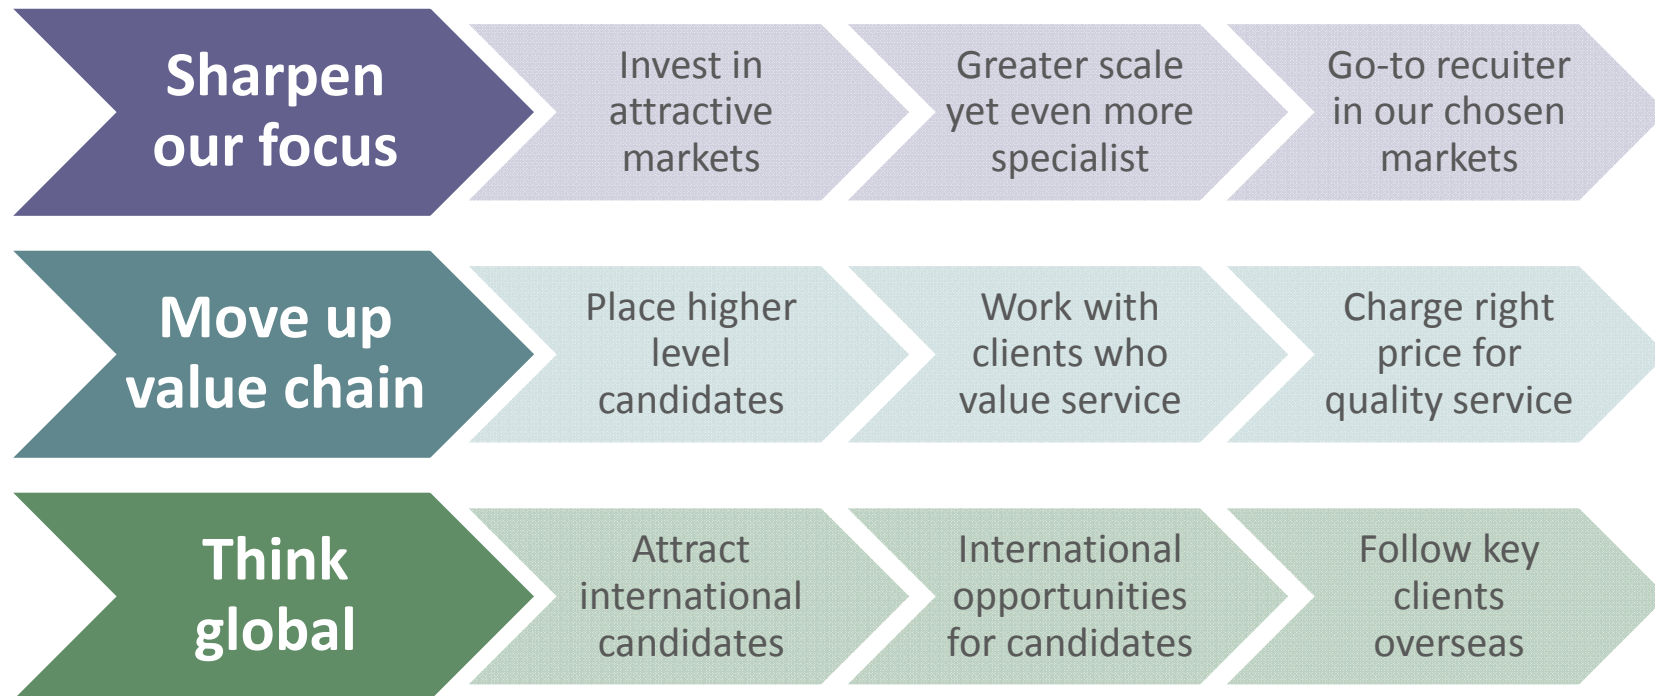 Sharpen
our focus
Invest in
attractive
markets
Greater scale
yet even more
specialist
Go-to recuiter
in our chosen
markets
Move up
value chain
Place higher
level
candidates
Work with
clients who
value service
Charge right
price for
quality service
Think
global
Attract
international
candidates
International
opportunities
for candidates
Follow key
clients
overseas